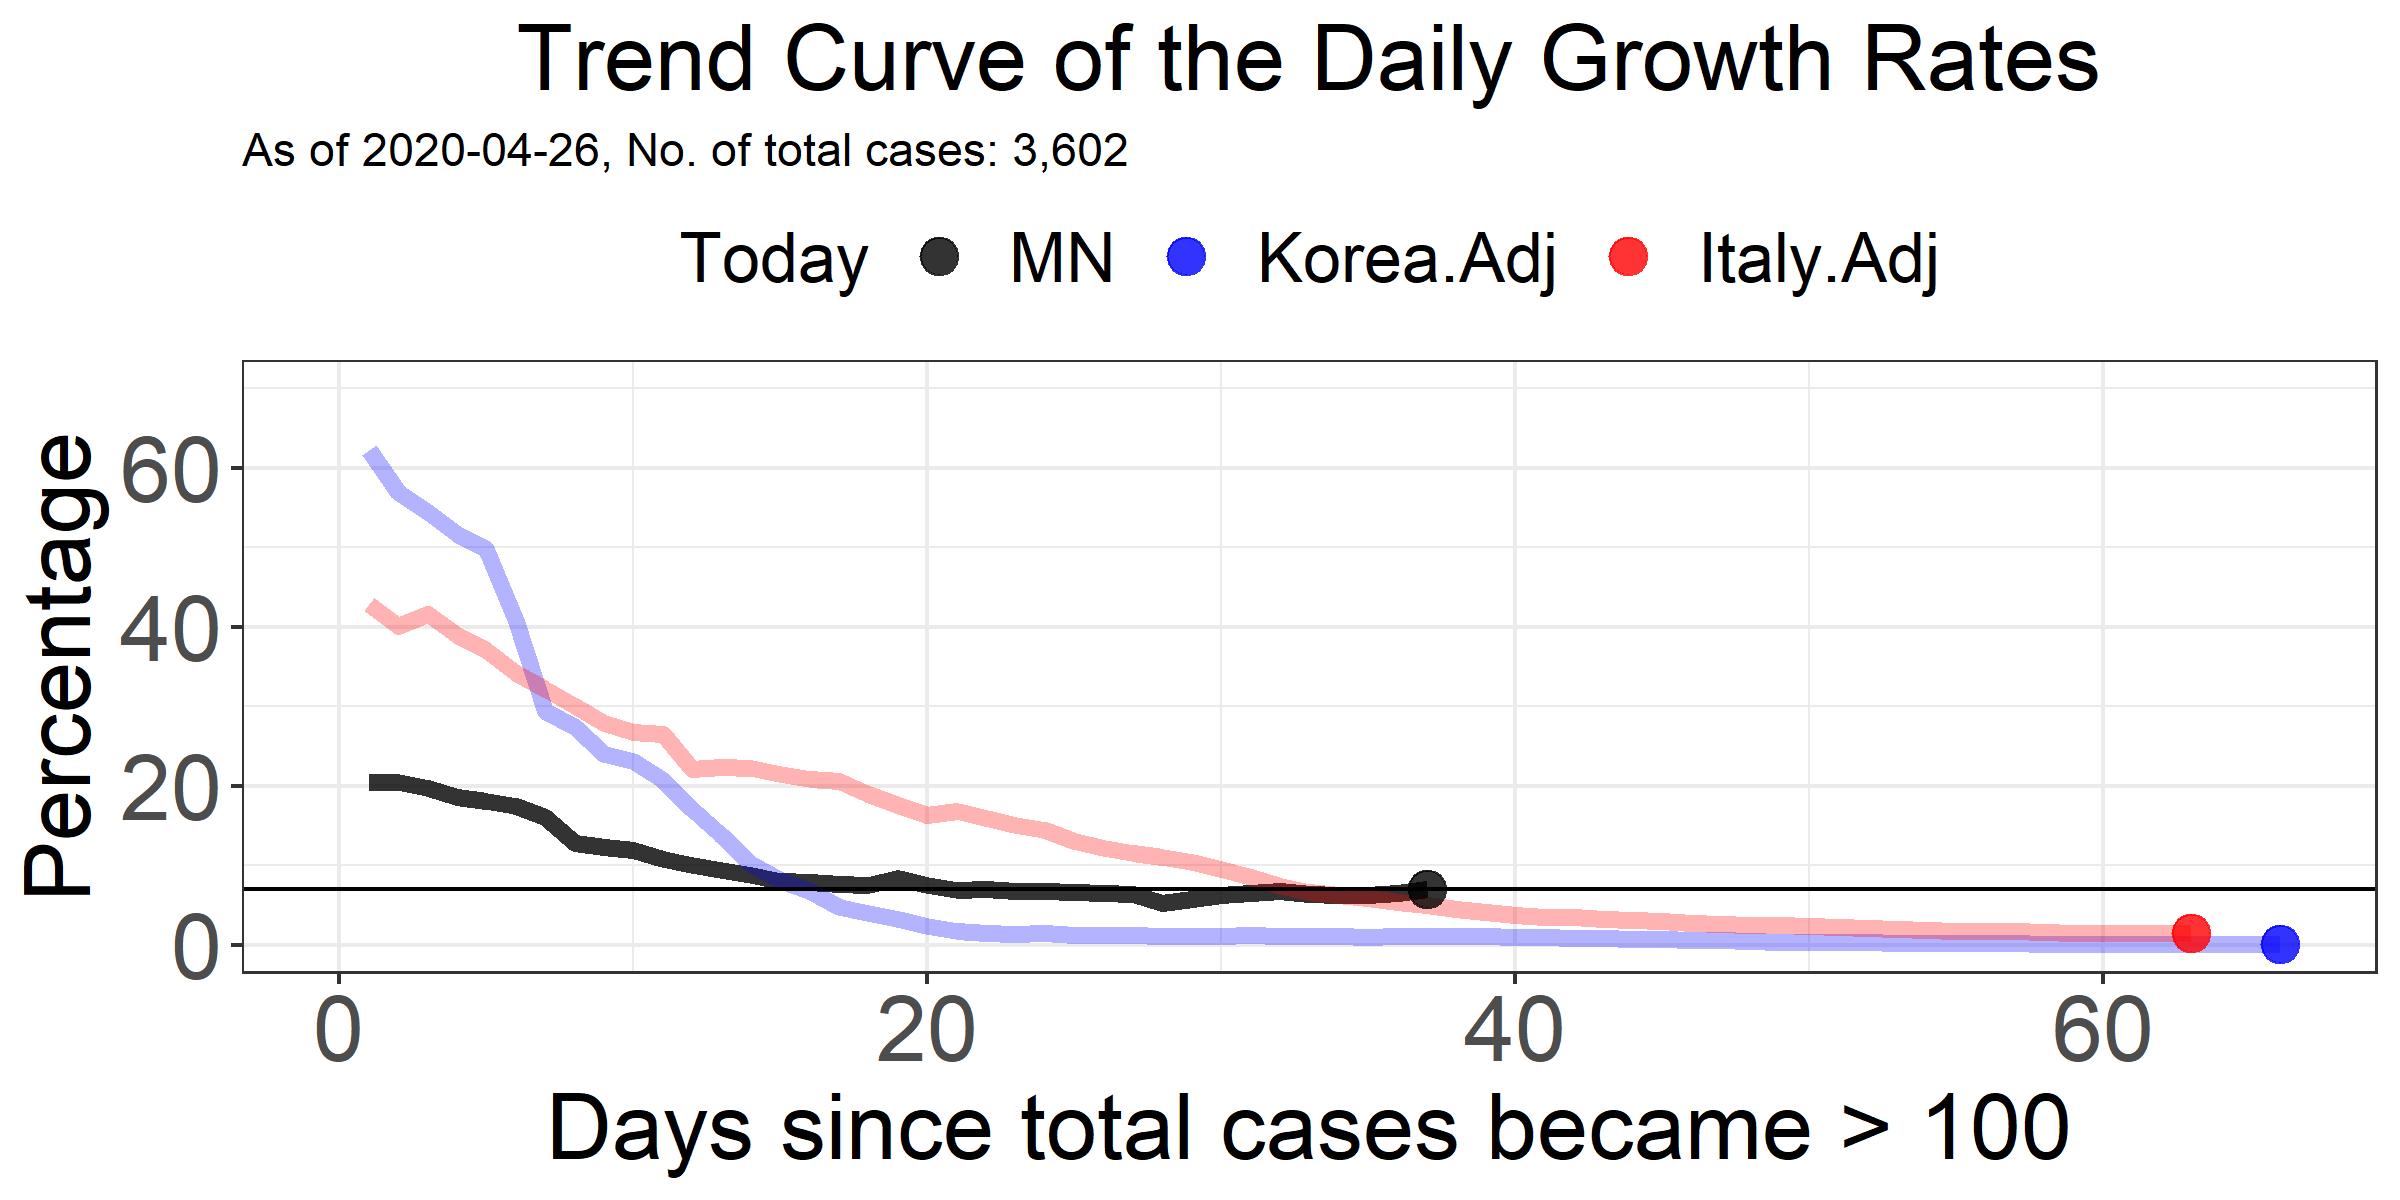 Trend Curve of the Daily Growth Rates
As of 2020-04-26, No. of total cases: 3,602
Today MN Korea.Adj Italy.Adj
Percentage
60
40
20
0
0 20 40 60
Days since total cases became > 100